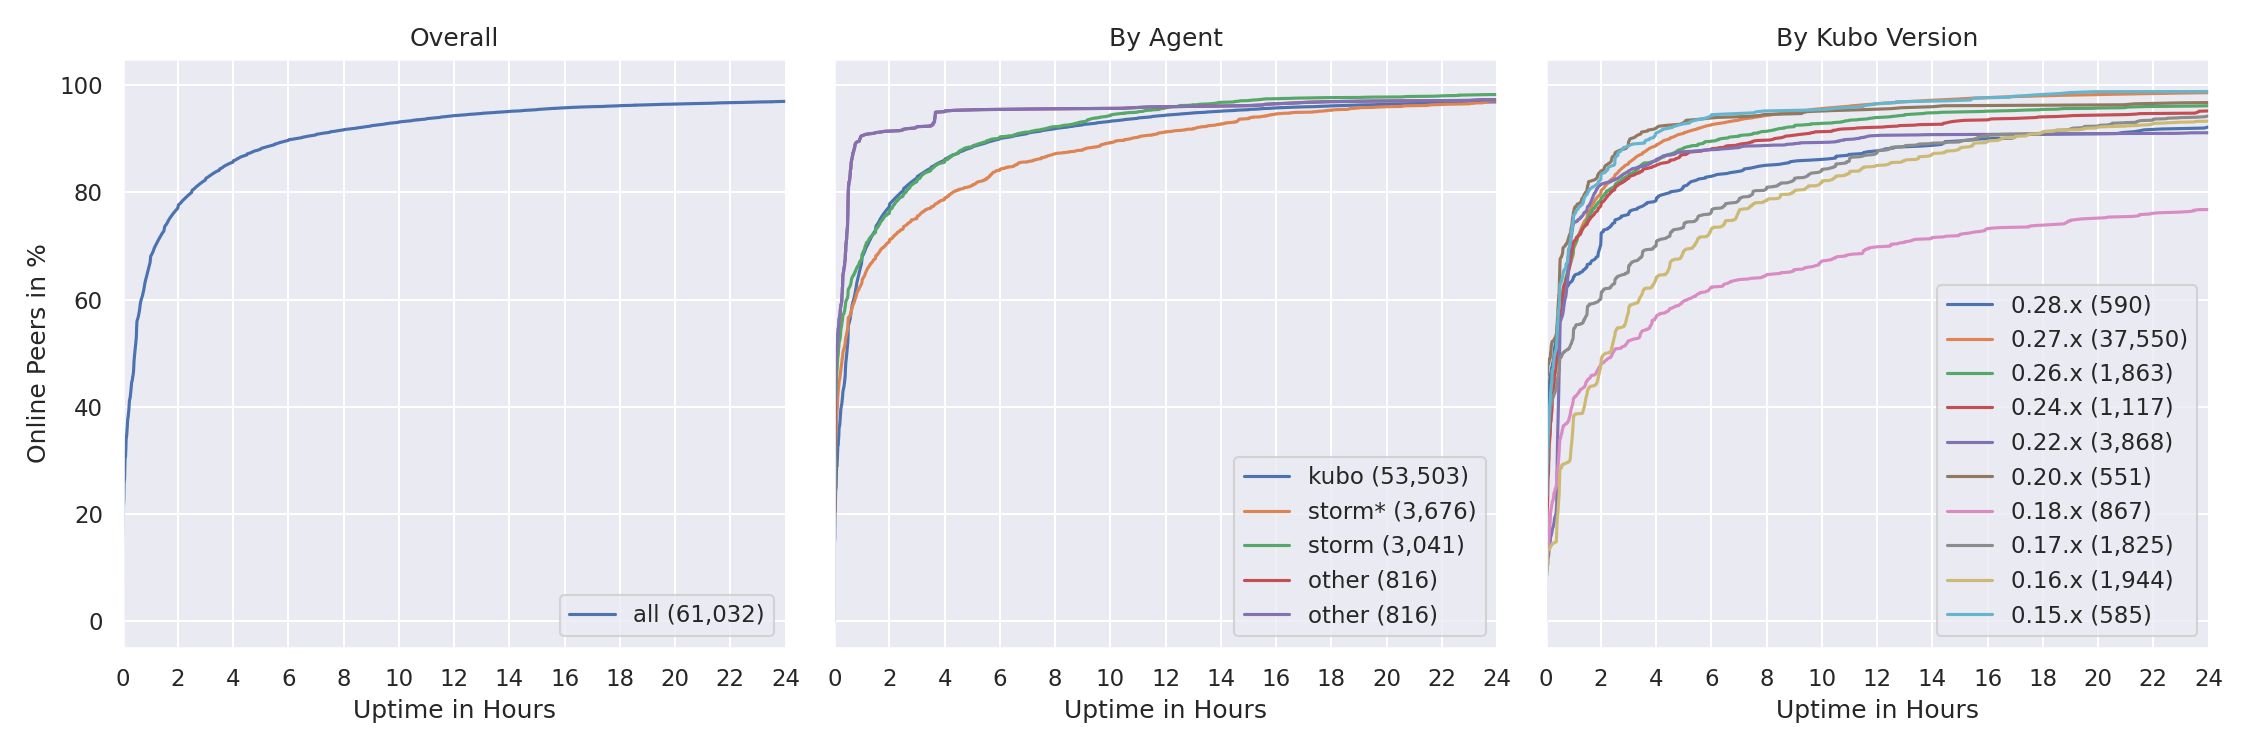 Overall
By Agent
By Kubo Version
Online Peers in %
100
80
60
40
20
0
all (61,032)
kubo (53,503)
storm* (3,676)
storm (3,041)
other (816)
other (816)
0.28.x (590)
0.27.x (37,550)
0.26.x (1,863)
0.24.x (1,117)
0.22.x (3,868)
0.20.x (551)
0.18.x (867)
0.17.x (1,825)
0.16.x (1,944)
0.15.x (585)
0 2 4 6 8 10 12 14 16 18 20 22 24
0 2 4 6 8 10 12 14 16 18 20 22 24
0 2 4 6 8 10 12 14 16 18 20 22 24
Uptime in Hours
Uptime in Hours
Uptime in Hours